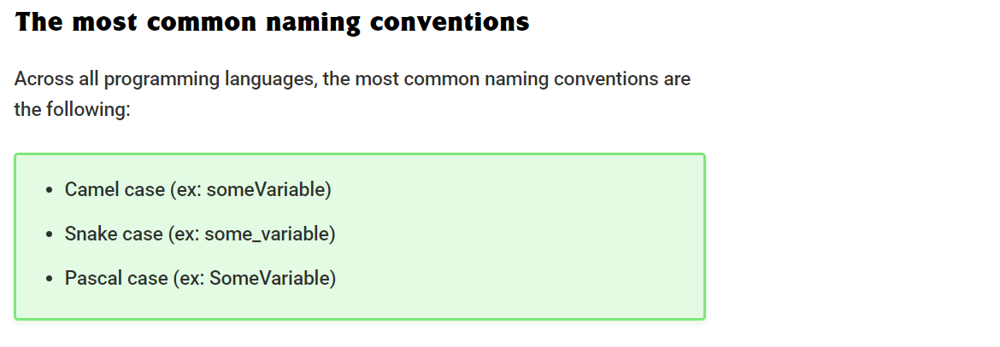 The most common naming conventions
Across all programming languages, the most common naming conventions are
the following:
• Camel case (ex: someVariable)
• Snake case (ex: some_variable)
• Pascal case (ex: SomeVariable)